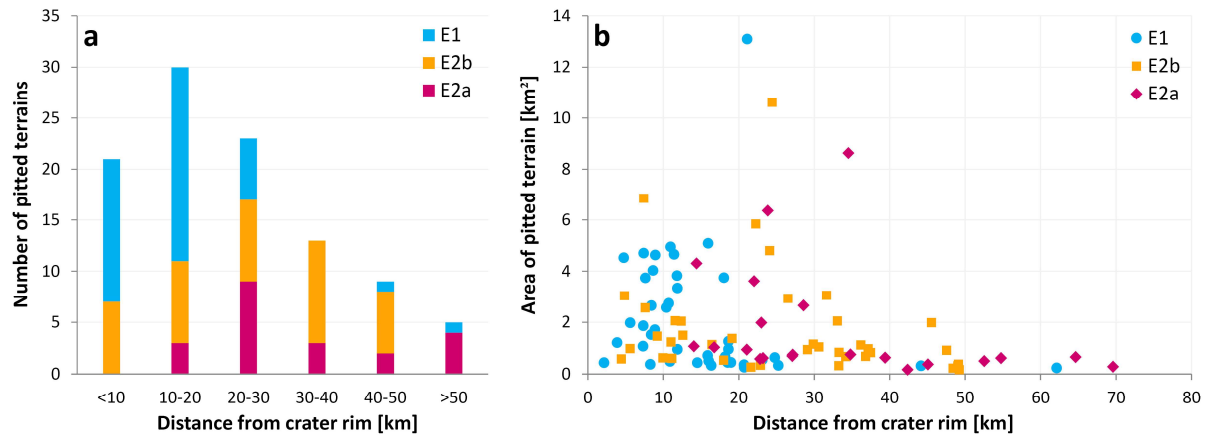 a
Number of pitted terrains
35
30
25
20
15
10
5
0
E1
E2b
E2a
<10 10-20 20-30 30-40 40-50 >50
Distance from crater rim [km]
b
Area of pitted terrain [km²]
14
12
10
8
6
4
2
0
E1
E2b
E2a
0 10 20 30 40 50 60 70 80
Distance from crater rim [km]